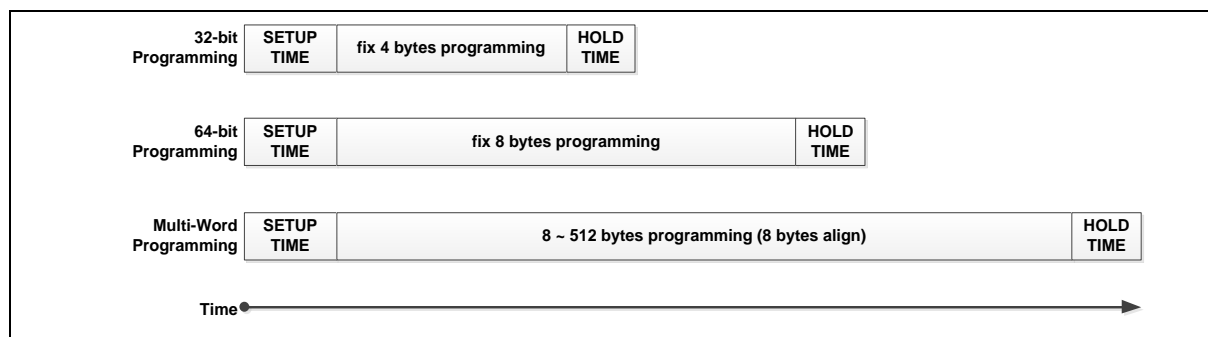 32-bit
Programming
SETUP
TIME
fix 4 bytes programming
HOLD
TIME
64-bit
Programming
SETUP
TIME
fix 8 bytes programming
HOLD
TIME
Multi-Word
Programming
SETUP
TIME
8 ~ 512 bytes programming (8 bytes align)
HOLD
TIME
Time